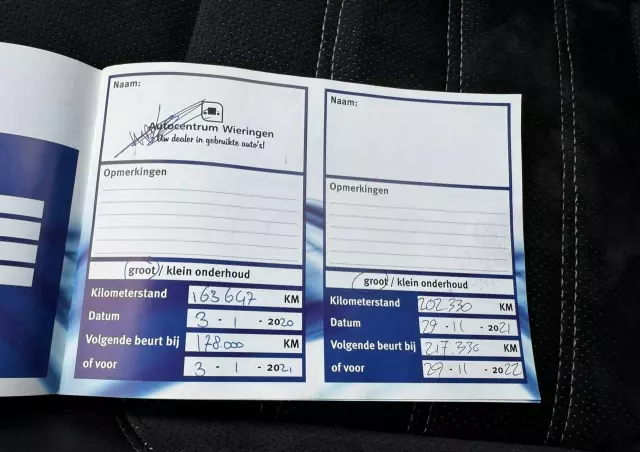 Naam:
Autocentrum Wieringen
Uw dealer in gebruikte auto's!
Opmerkingen
groot / klein onderhoud
Kilometerstand 163647 KM
Datum 3 - 1 - 2020
Volgende beurt bij 178.000 KM
of voor 3 - 1 - 2021
Naam:
Opmerkingen
groot / klein onderhoud
Kilometerstand 202.330 KM
Datum 29 - 11 - 2021
Volgende beurt bij 217.330 KM
of voor 29 - 11 - 2022